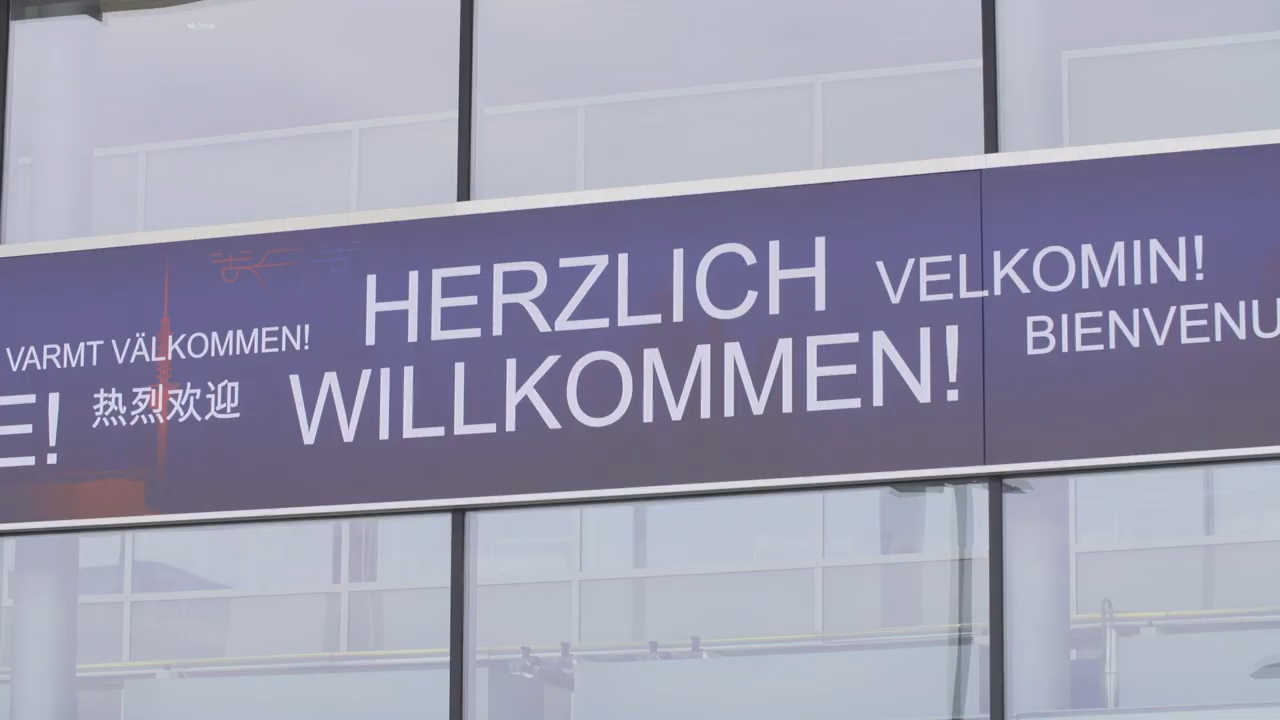 VARMT VÄLKOMMEN!
E!
热烈欢迎
HERZLICH
WILLKOMMEN!
VELKOMIN!
BIENVENU